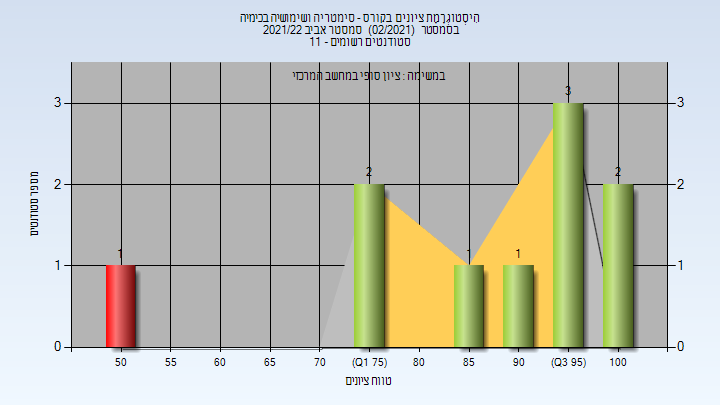 היסטוגרמת ציונים בקורס - סימטריה ושימושיה בכימיה
בסמסטר (02/2021) סמסטר אביב 2021/22
סטודנטים רשומים - 11
במשימה : ציון סופי במחשב המרכזי
מספר סטודנטים
3
2
1
0
3
2
1
0
1
2
1
1
3
2
50 55 60 65 70 (Q1 75) 80 85 90 (Q3 95) 100
טווח ציונים